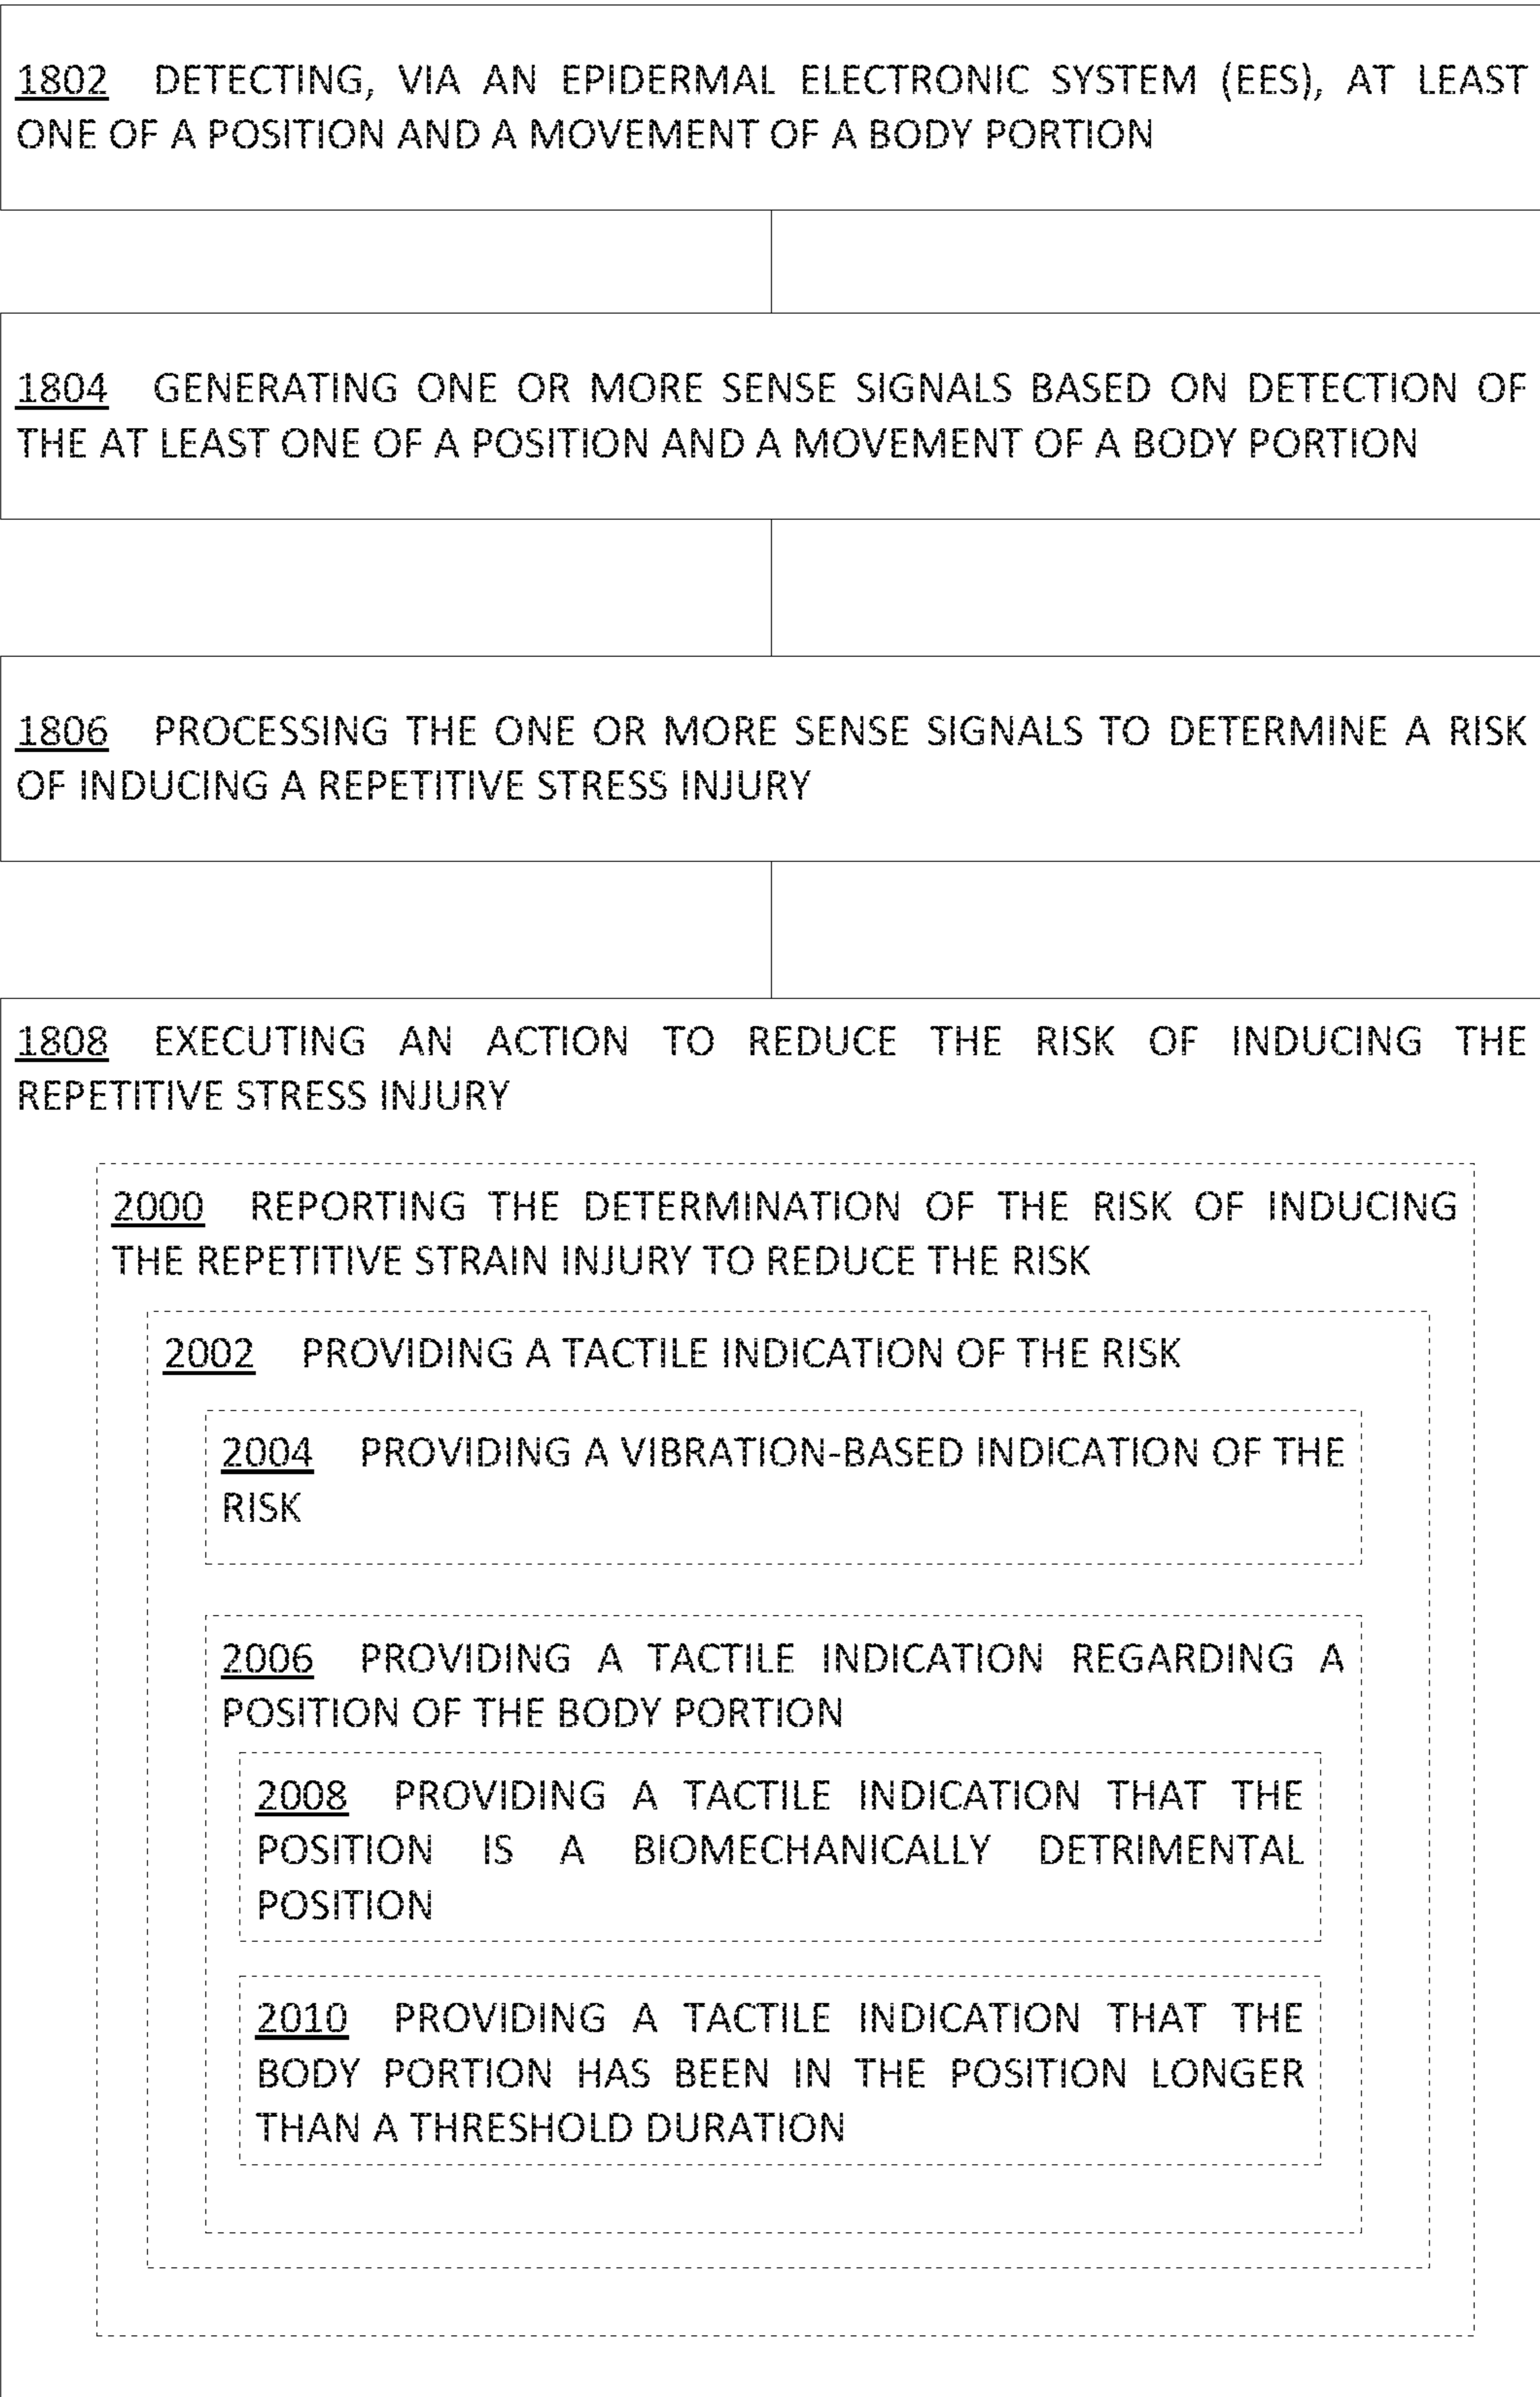 1802 DETECTING, VIA AN EPIDERMAL ELECTRONIC SYSTEM (EES), AT LEAST
ONE OF A POSITION AND A MOVEMENT OF A BODY PORTION
1804 GENERATING ONE OR MORE SENSE SIGNALS BASED ON DETECTION OF
THE AT LEAST ONE OF A POSITION AND A MOVEMENT OF A BODY PORTION
1806 PROCESSING THE ONE OR MORE SENSE SIGNALS TO DETERMINE A RISK
OF INDUCING A REPETITIVE STRESS INJURY
1808 EXECUTING AN ACTION TO REDUCE THE RISK OF INDUCING THE
REPETITIVE STRESS INJURY
2000 REPORTING THE DETERMINATION OF THE RISK OF INDUCING
THE REPETITIVE STRAIN INJURY TO REDUCE THE RISK
2002 PROVIDING A TACTILE INDICATION OF THE RISK
2004 PROVIDING A VIBRATION-BASED INDICATION OF THE
RISK
2006 PROVIDING A TACTILE INDICATION REGARDING A
POSITION OF THE BODY PORTION
2008 PROVIDING A TACTILE INDICATION THAT THE
POSITION IS A BIOMECHANICALLY DETRIMENTAL
POSITION
2010 PROVIDING A TACTILE INDICATION THAT THE
BODY PORTION HAS BEEN IN THE POSITION LONGER
THAN A THRESHOLD DURATION